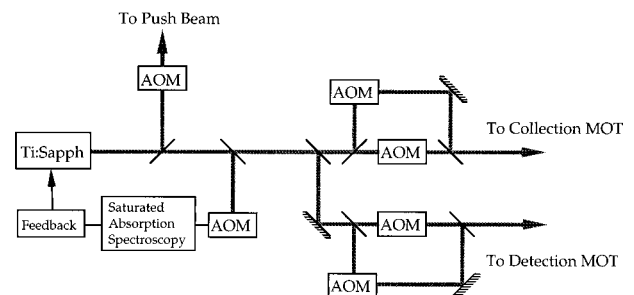 To Push Beam
AOM
AOM
Ti:Sapph
AOM
To Collection MOT
Feedback
Saturated
Absorption
Spectroscopy
AOM
AOM
To Detection MOT
AOM